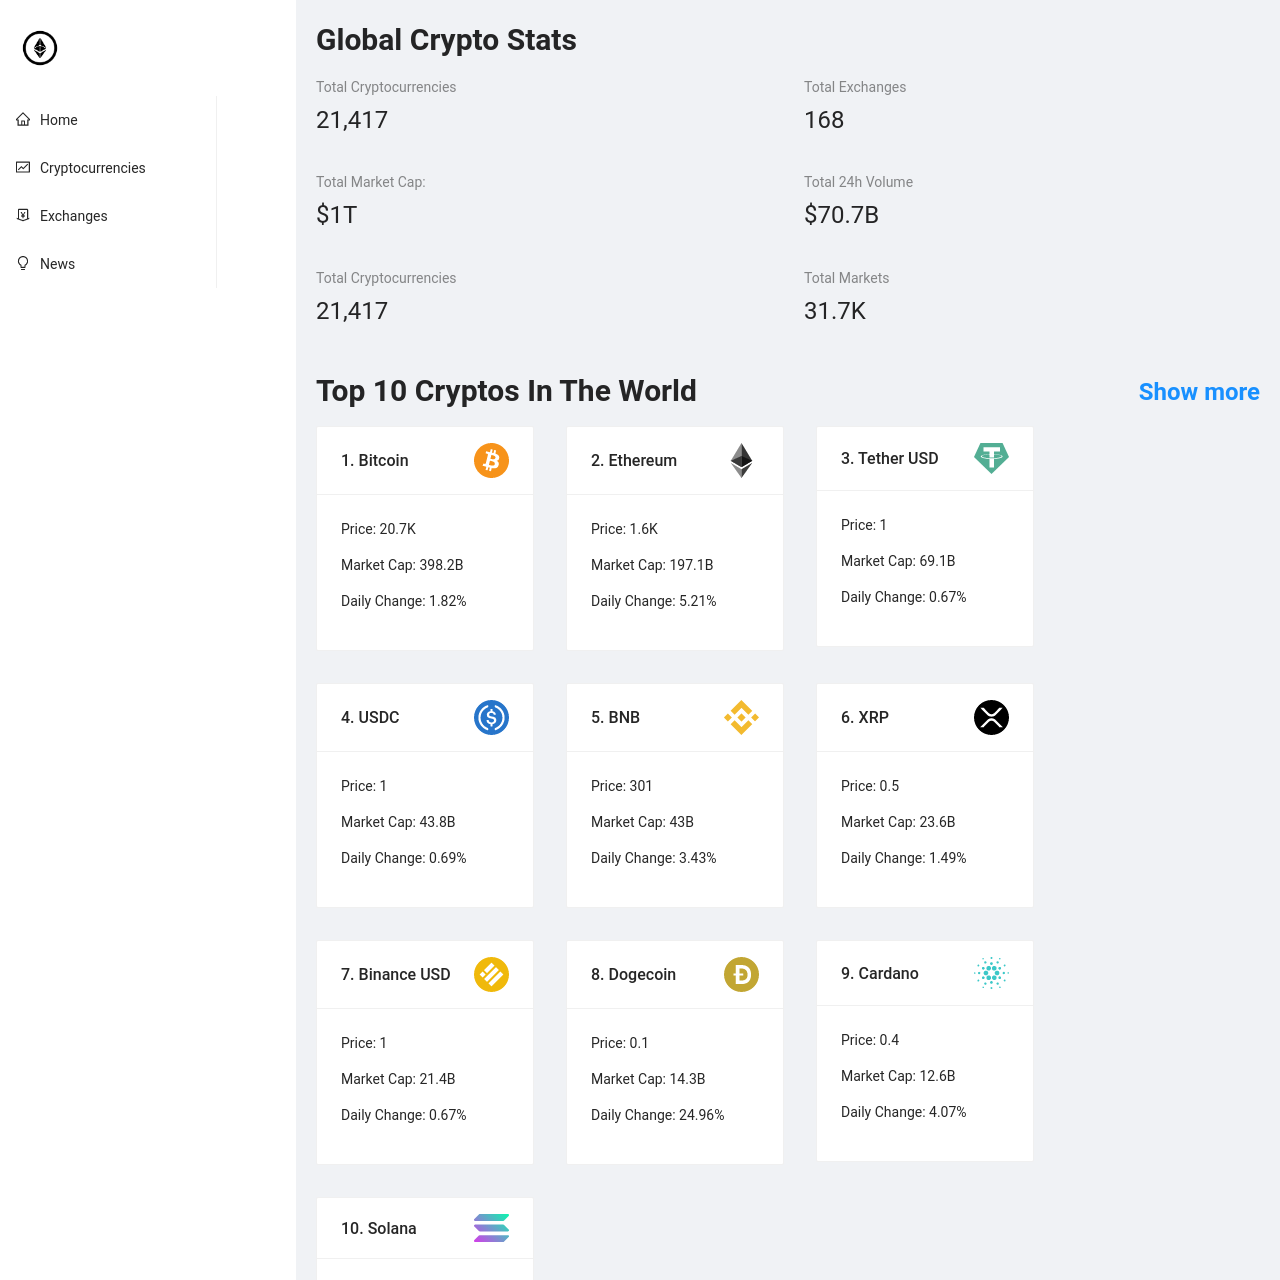 Home
Cryptocurrencies
Exchanges
News
Global Crypto Stats
Total Cryptocurrencies
21,417
Total Exchanges
168
Total Market Cap:
$1T
Total 24h Volume
$70.7B
Total Cryptocurrencies
21,417
Total Markets
31.7K
Top 10 Cryptos In The World
Show more
1. Bitcoin
Price: 20.7K
Market Cap: 398.2B
Daily Change: 1.82%
2. Ethereum
Price: 1.6K
Market Cap: 197.1B
Daily Change: 5.21%
3. Tether USD
Price: 1
Market Cap: 69.1B
Daily Change: 0.67%
4. USDC
Price: 1
Market Cap: 43.8B
Daily Change: 0.69%
5. BNB
Price: 301
Market Cap: 43B
Daily Change: 3.43%
6. XRP
Price: 0.5
Market Cap: 23.6B
Daily Change: 1.49%
7. Binance USD
Price: 1
Market Cap: 21.4B
Daily Change: 0.67%
8. Dogecoin
Price: 0.1
Market Cap: 14.3B
Daily Change: 24.96%
9. Cardano
Price: 0.4
Market Cap: 12.6B
Daily Change: 4.07%
10. Solana